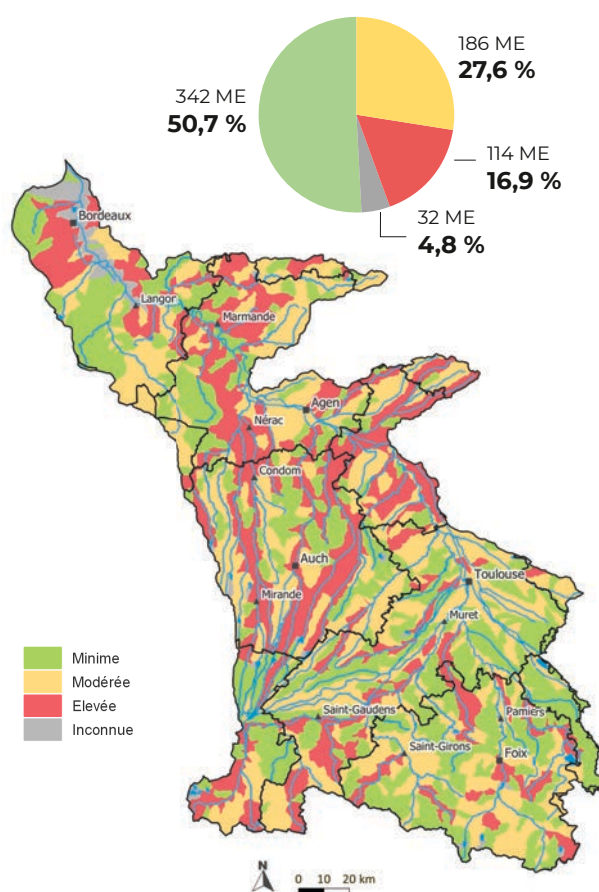 186 ME
27,6 %
342 ME
50,7 %
114 ME
16,9 %
32 ME
4,8 %
Bordeaux
Langon
Marmande
Agen
Nérac
Condom
Auch
Toulouse
Mirande
Muret
Minime
Modérée
Elevée
Inconnue
Saint-Gaudens
Pamiers
Saint-Girons
Foix
N
0 10 20 km